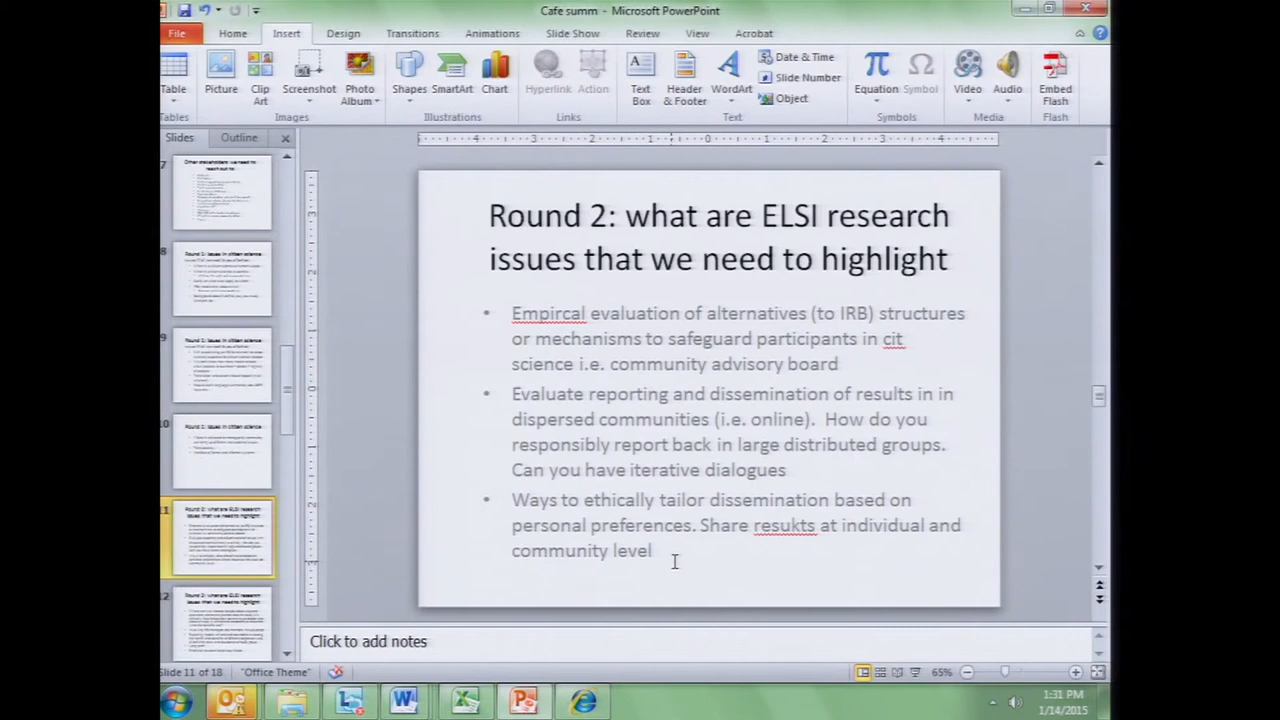 Cafe summ - Microsoft PowerPoint
File Home Insert Design Transitions Animations Slide Show Review View Acrobat
Table Picture Clip Art Screenshot Photo Album Shapes SmartArt Chart Hyperlink Action Text Box Header & Footer WordArt Date & Time Slide Number Object Equation Symbol Video Audio Embed Flash
Tables Images Illustrations Links Text Symbols Media Flash
Slides Outline
Round 2: what are ELSI research
issues that we need to highlight
• Empircal evaluation of alternatives (to IRB) structures
or mechanisms to safeguard participants in cit
science i.e. community advisory board
• Evaluate reporting and dissemination of results in in
dispersed communities (i.e. online). How do you
responsibly report back in large distributed groups.
Can you have iterative dialogues
• Ways to ethically tailor dissemination based on
personal preferences. Share resukts at individual and
community level
Click to add notes
Slide 11 of 18 "Office Theme" 65%
1:31 PM
1/14/2015